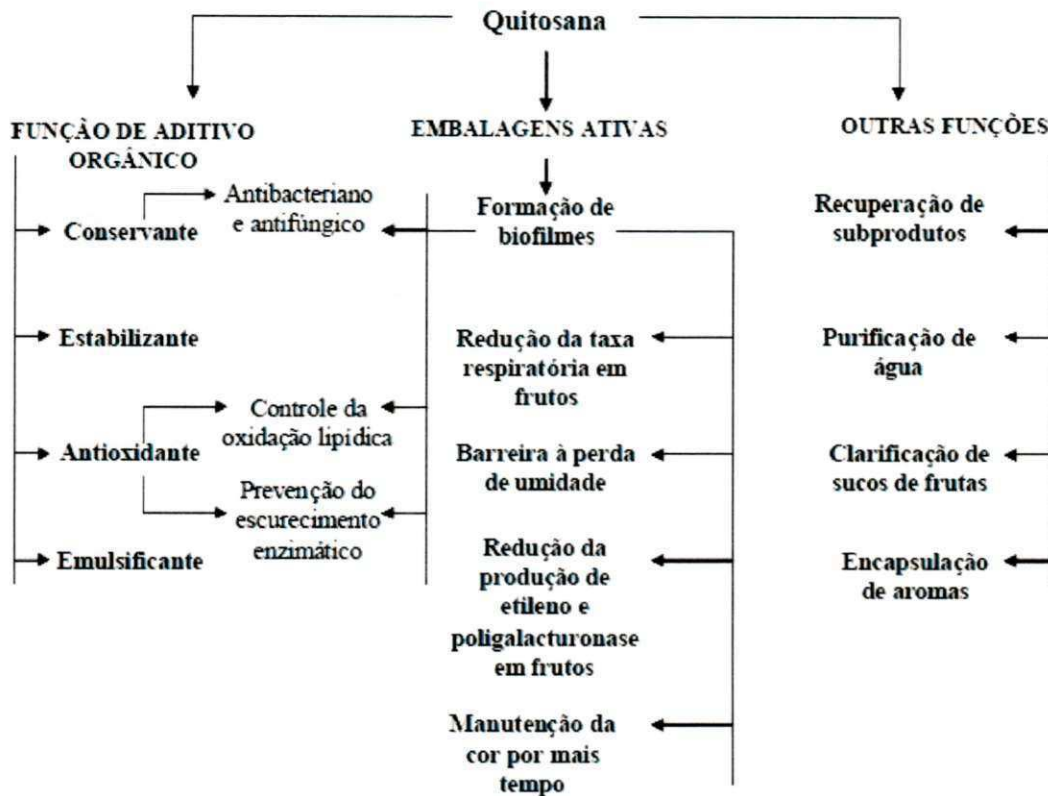 Quitosana
FUNÇÃO DE ADITIVO
ORGÂNICO
Conservante
Antibacteriano
e antifúngico
Estabilizante
Antioxidante
Controle da
oxidação lipídica
Prevenção do
escurecimento
enzimático
Emulsificante
EMBALAGENS ATIVAS
Formação de
biofilmes
Redução da taxa
respiratória em
frutos
Barreira à perda
de umidade
Redução da
produção de
etileno e
poligalacturonase
em frutos
Manutenção da
cor por mais
tempo
OUTRAS FUNÇÕES
Recuperação de
subprodutos
Purificação de
água
Clarificação de
sucos de frutas
Encapsulação
de aromas